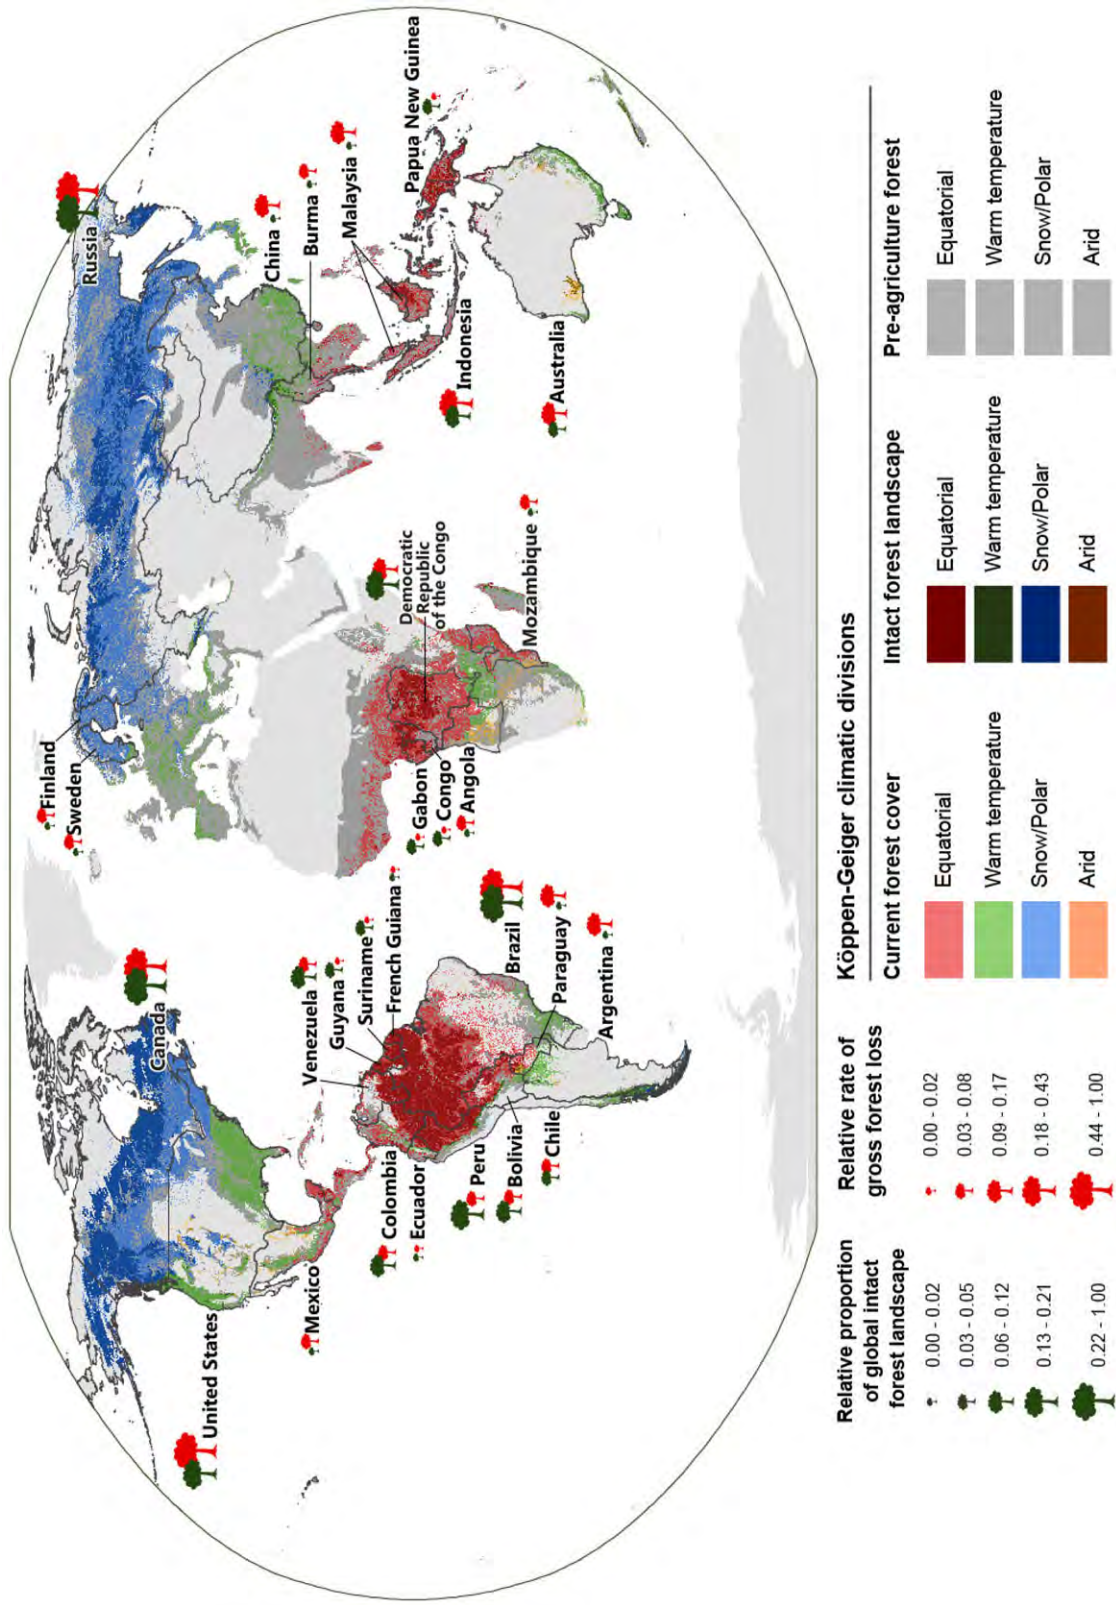 Russia
Finland
Sweden
Canada
United States
China
Burma
Malaysia
Papua New Guinea
Mexico
Venezuela
Guyana
Suriname
French Guiana
Colombia
Ecuador
Peru
Bolivia
Chile
Brazil
Paraguay
Argentina
Gabon
Congo
Angola
Democratic
Republic
of the Congo
Mozambique
Indonesia
Australia
Relative proportion
of global intact
forest landscape
0.00 - 0.02
0.03 - 0.05
0.06 - 0.12
0.13 - 0.21
0.22 - 1.00
Relative rate of
gross forest loss
0.00 - 0.02
0.03 - 0.08
0.09 - 0.17
0.18 - 0.43
0.44 - 1.00
Köppen-Geiger climatic divisions
Current forest cover
Equatorial
Warm temperature
Snow/Polar
Arid
Intact forest landscape
Equatorial
Warm temperature
Snow/Polar
Arid
Pre-agriculture forest
Equatorial
Warm temperature
Snow/Polar
Arid